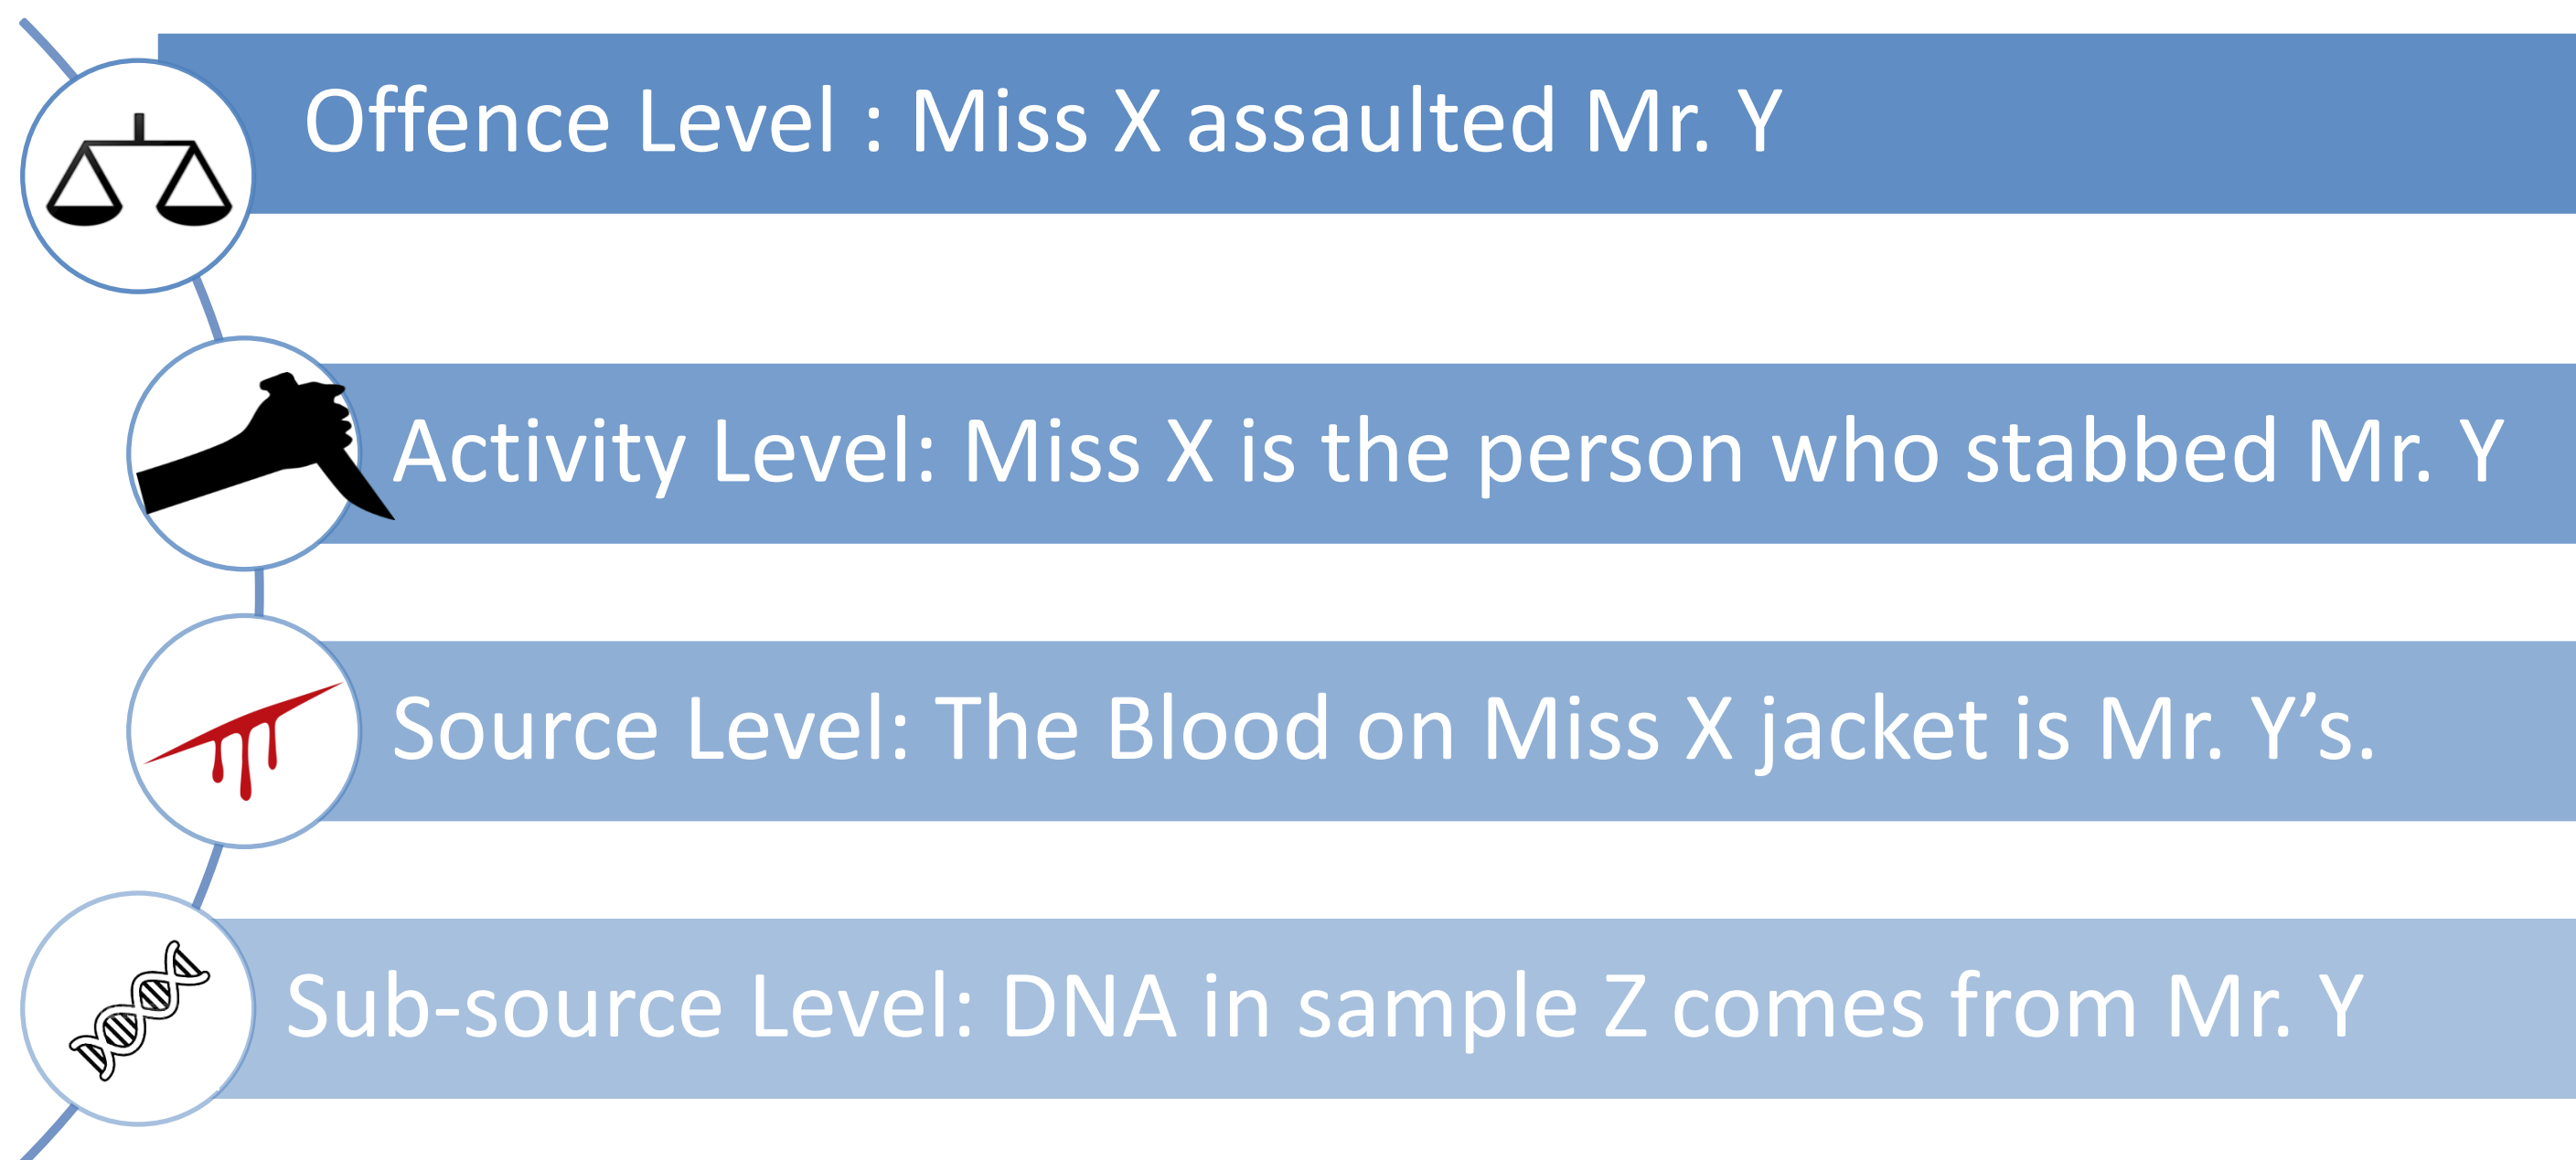 Offence Level : Miss X assaulted Mr. Y
Activity Level: Miss X is the person who stabbed Mr. Y
Source Level: The Blood on Miss X jacket is Mr. Y’s.
Sub-source Level: DNA in sample Z comes from Mr. Y